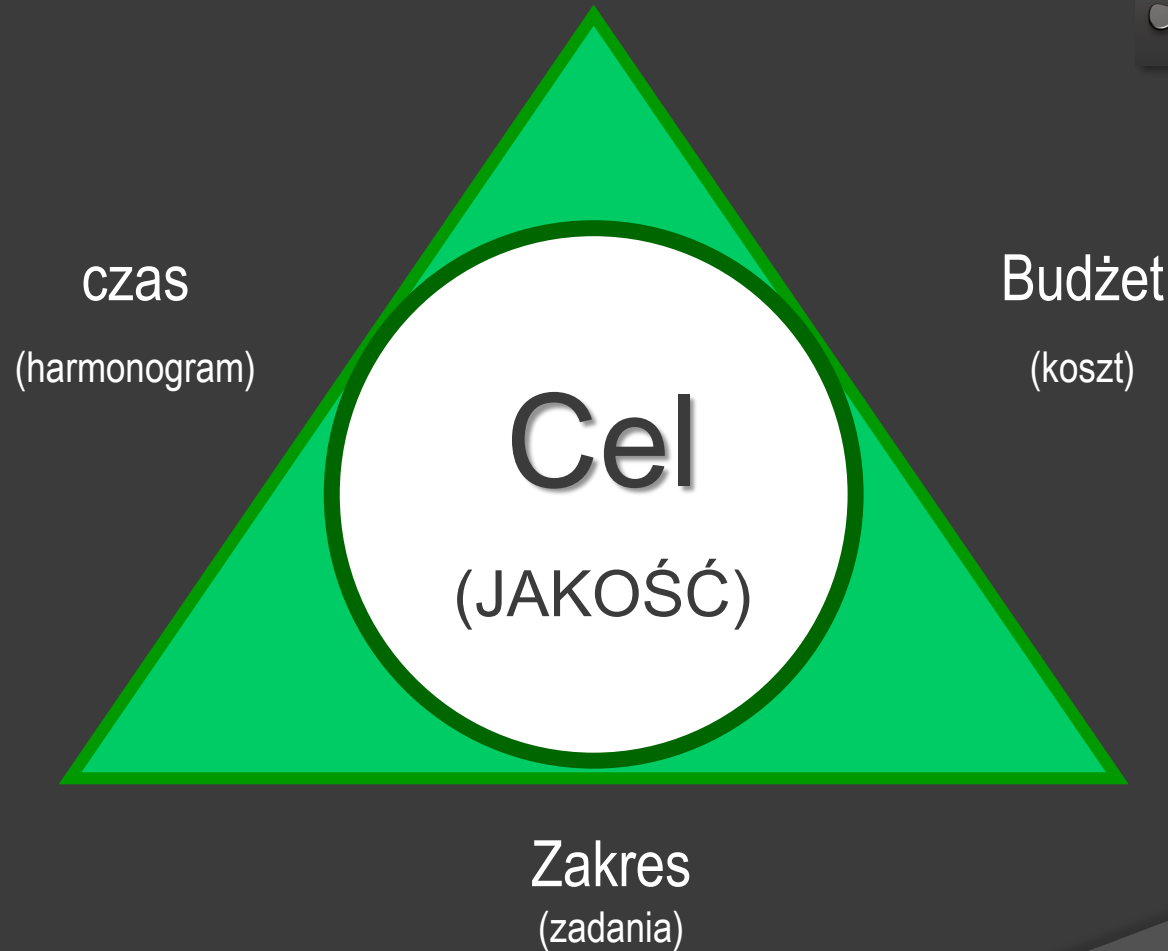 czas
(harmonogram)
Budżet
(koszt)
Cel
(JAKOŚĆ)
Zakres
(zadania)